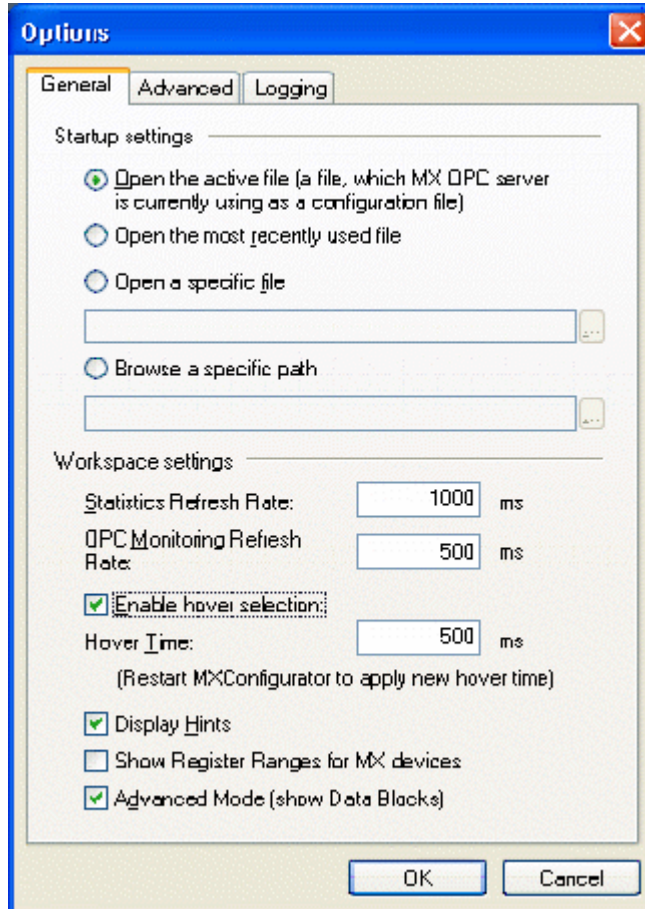 Options
General Advanced Logging
Startup settings
Open the active file (a file, which MX OPC server
is currently using as a configuration file)
Open the most recently used file
Open a specific file
...
Browse a specific path
...
Workspace settings
Statistics Refresh Rate: 1000 ms
OPC Monitoring Refresh
Rate: 500 ms
Enable hover selection:
Hover Time: 500 ms
(Restart MXConfigurator to apply new hover time)
Display Hints
Show Register Ranges for MX devices
Advanced Mode (show Data Blocks)
OK Cancel